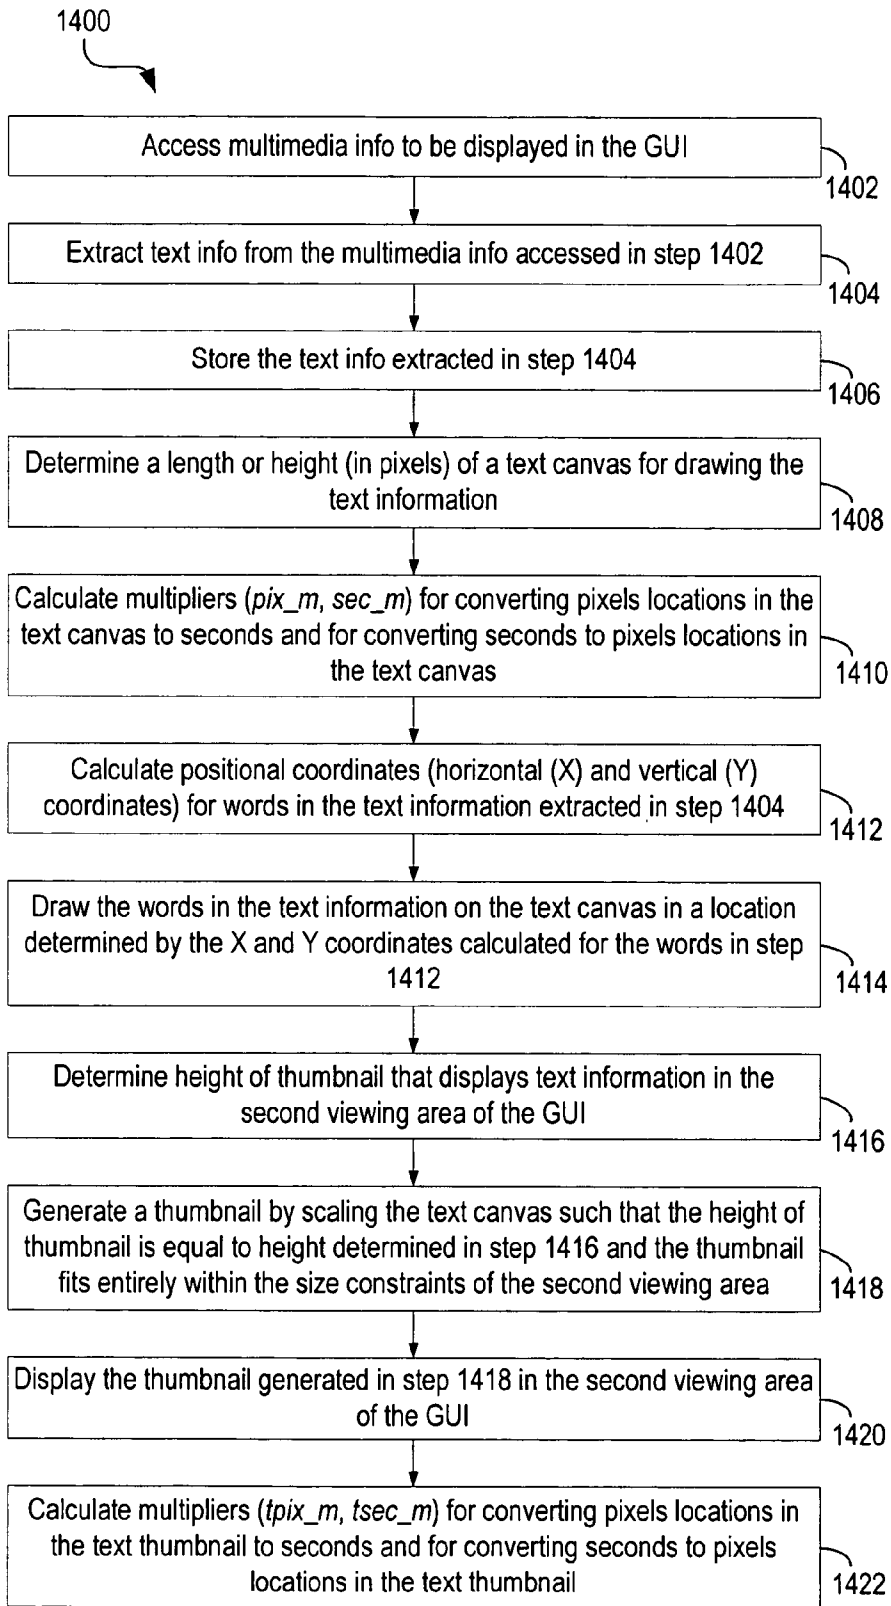 1400
Access multimedia info to be displayed in the GUI
1402
Extract text info from the multimedia info accessed in step 1402
1404
Store the text info extracted in step 1404
1406
Determine a length or height (in pixels) of a text canvas for drawing the
text information
1408
Calculate multipliers (pix_m, sec_m) for converting pixels locations in the
text canvas to seconds and for converting seconds to pixels locations in
the text canvas
1410
Calculate positional coordinates (horizontal (X) and vertical (Y)
coordinates) for words in the text information extracted in step 1404
1412
Draw the words in the text information on the text canvas in a location
determined by the X and Y coordinates calculated for the words in step
1412
1414
Determine height of thumbnail that displays text information in the
second viewing area of the GUI
1416
Generate a thumbnail by scaling the text canvas such that the height of
thumbnail is equal to height determined in step 1416 and the thumbnail
fits entirely within the size constraints of the second viewing area
1418
Display the thumbnail generated in step 1418 in the second viewing area
of the GUI
1420
Calculate multipliers (tpix_m, tsec_m) for converting pixels locations in
the text thumbnail to seconds and for converting seconds to pixels
locations in the text thumbnail
1422